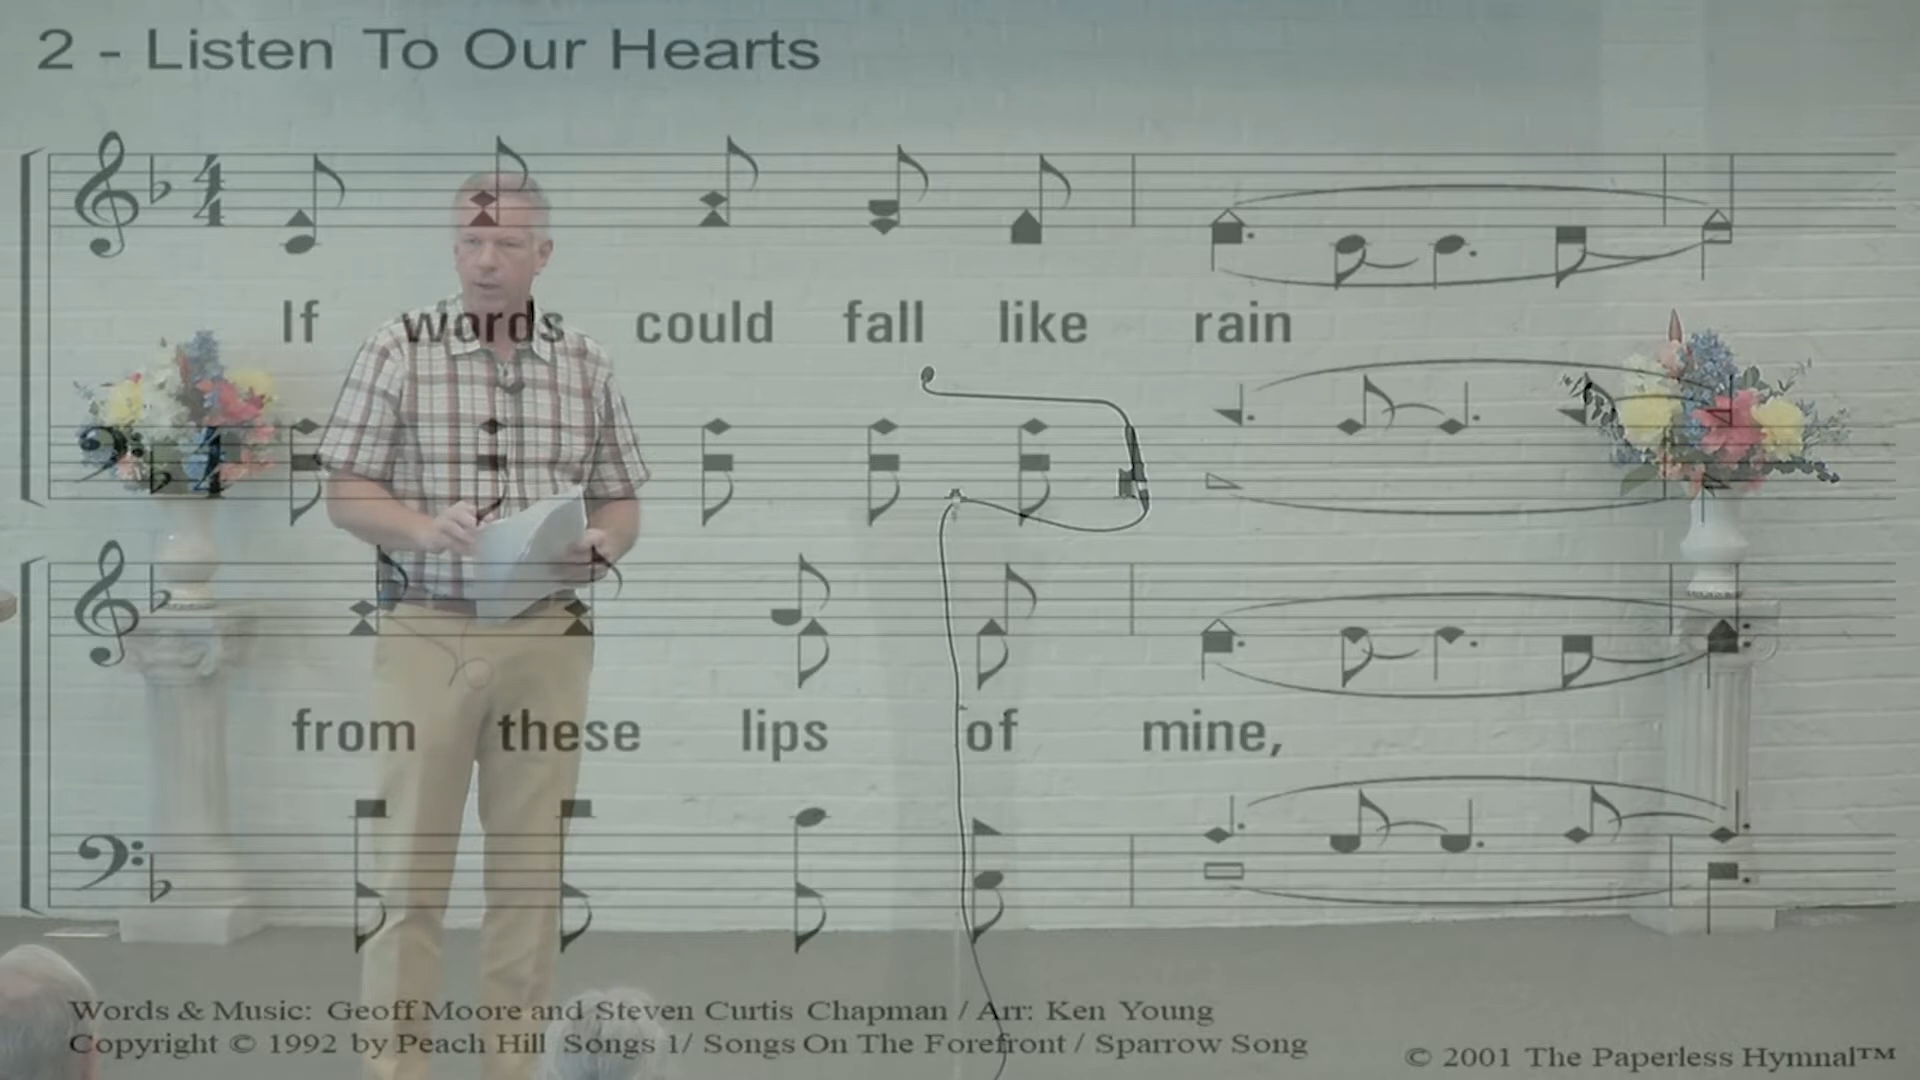 2 - Listen To Our Hearts
If words could fall like rain
from these lips of mine,
Words & Music: Geoff Moore and Steven Curtis Chapman / Arr: Ken Young
Copyright © 1992 by Peach Hill Songs 1/ Songs On The Forefront / Sparrow Song
© 2001 The Paperless Hymnal™